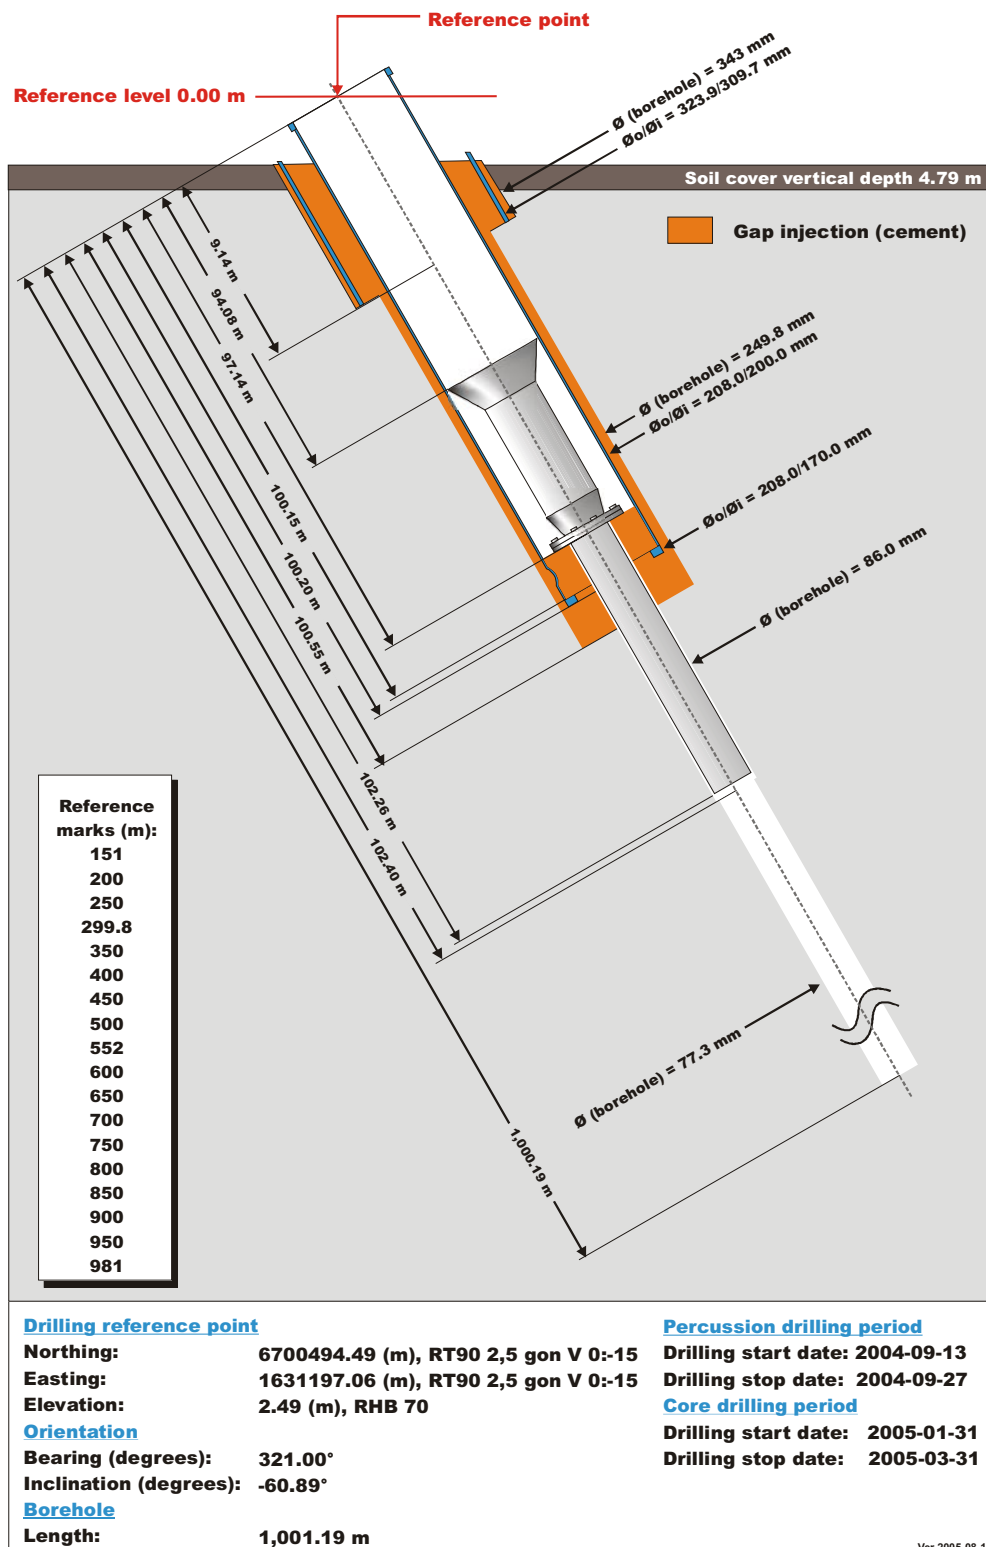 Reference point
Reference level 0.00 m
Ø (borehole) = 343 mm
Øo/Øi = 323.9/309.7 mm
Soil cover vertical depth 4.79 m
Gap injection (cement)
9.14 m
94.08 m
97.14 m
Ø (borehole) = 249.8 mm
Øo/Øi = 208.0/200.0 mm
Øo/Øi = 208.0/170.0 mm
100.15 m
100.20 m
100.55 m
Ø (borehole) = 86.0 mm
102.26 m
102.40 m
Reference
marks (m):
151
200
250
299.8
350
400
450
500
552
600
650
700
750
800
850
900
950
981
Ø (borehole) = 77.3 mm
1,000.19 m
Drilling reference point
Northing: 6700494.49 (m), RT90 2,5 gon V 0:-15
Easting: 1631197.06 (m), RT90 2,5 gon V 0:-15
Elevation: 2.49 (m), RHB 70
Orientation
Bearing (degrees): 321.00°
Inclination (degrees): -60.89°
Borehole
Length: 1,001.19 m
Percussion drilling period
Drilling start date: 2004-09-13
Drilling stop date: 2004-09-27
Core drilling period
Drilling start date: 2005-01-31
Drilling stop date: 2005-03-31